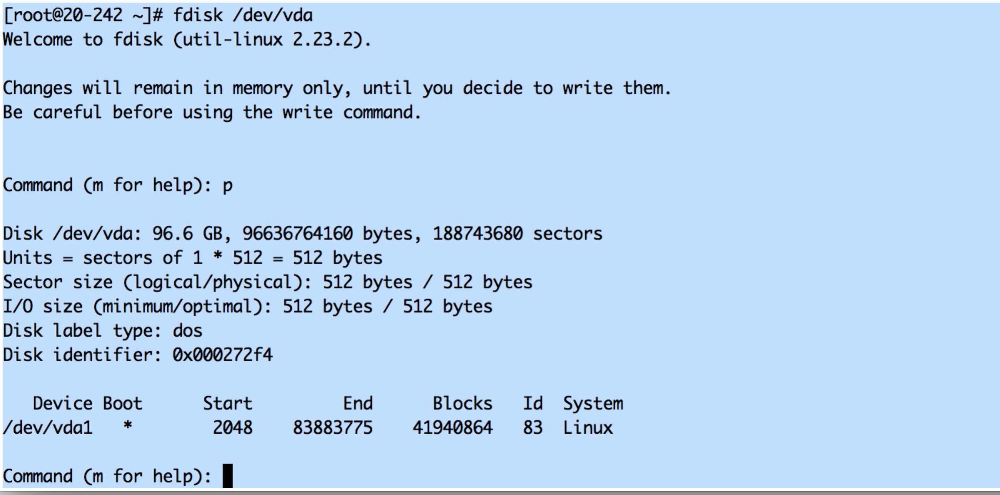 [root@20-242 ~]# fdisk /dev/vda
Welcome to fdisk (util-linux 2.23.2).
Changes will remain in memory only, until you decide to write them.
Be careful before using the write command.
Command (m for help): p
Disk /dev/vda: 96.6 GB, 96636764160 bytes, 188743680 sectors
Units = sectors of 1 * 512 = 512 bytes
Sector size (logical/physical): 512 bytes / 512 bytes
I/O size (minimum/optimal): 512 bytes / 512 bytes
Disk label type: dos
Disk identifier: 0x000272f4
Device Boot Start End Blocks Id System
/dev/vda1 * 2048 83883775 41940864 83 Linux
Command (m for help):